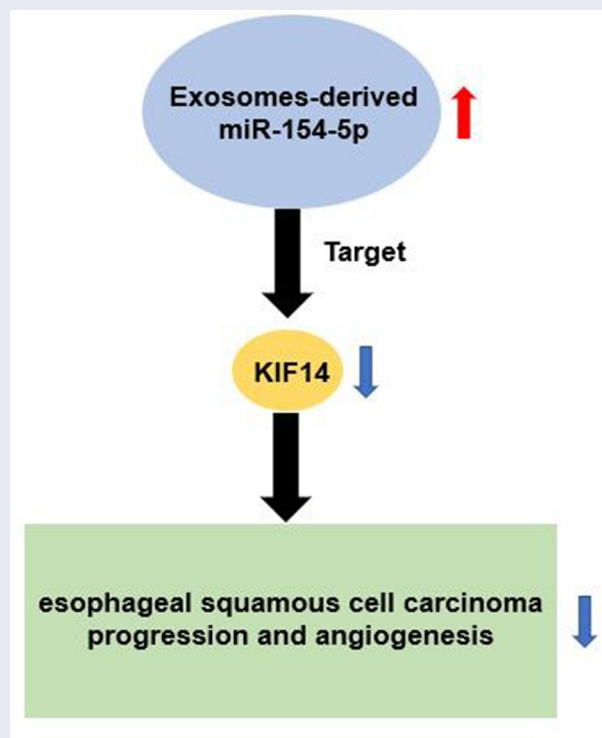 Exosomes-derived
miR-154-5p
Target
KIF14
esophageal squamous cell carcinoma
progression and angiogenesis